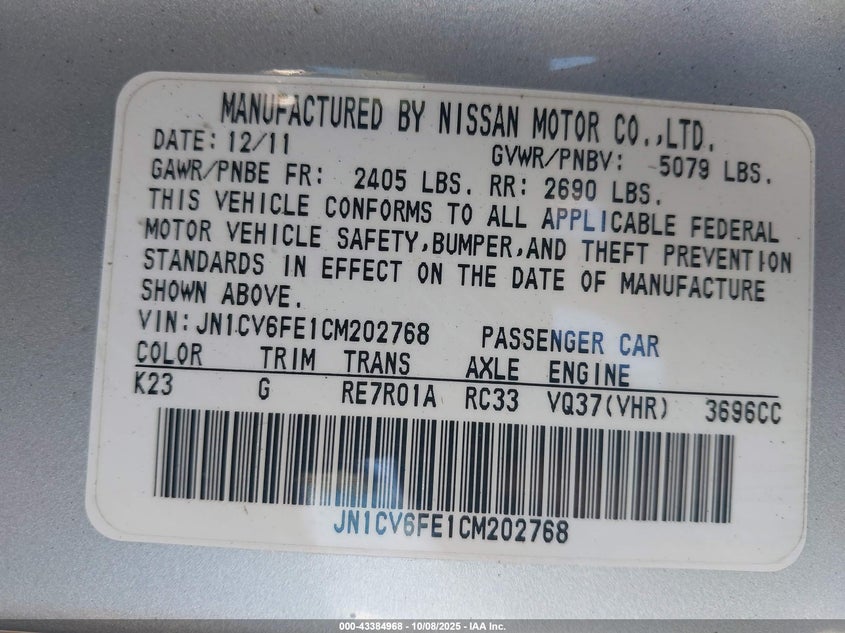 MANUFACTURED BY NISSAN MOTOR CO.,LTD.
DATE: 12/11 GVWR/PNBV: 5079 LBS.
GAWR/PNBE FR: 2405 LBS. RR: 2690 LBS.
THIS VEHICLE CONFORMS TO ALL APPLICABLE FEDERAL
MOTOR VEHICLE SAFETY,BUMPER,AND THEFT PREVENTION
STANDARDS IN EFFECT ON THE DATE OF MANUFACTURE
SHOWN ABOVE.
VIN: JN1CV6FE1CM202768 PASSENGER CAR
COLOR TRIM TRANS AXLE ENGINE
K23 G RE7R01A RC33 VQ37(VHR) 3696CC
JN1CV6FE1CM202768
000-43384968 - 10/08/2025 - IAA Inc.